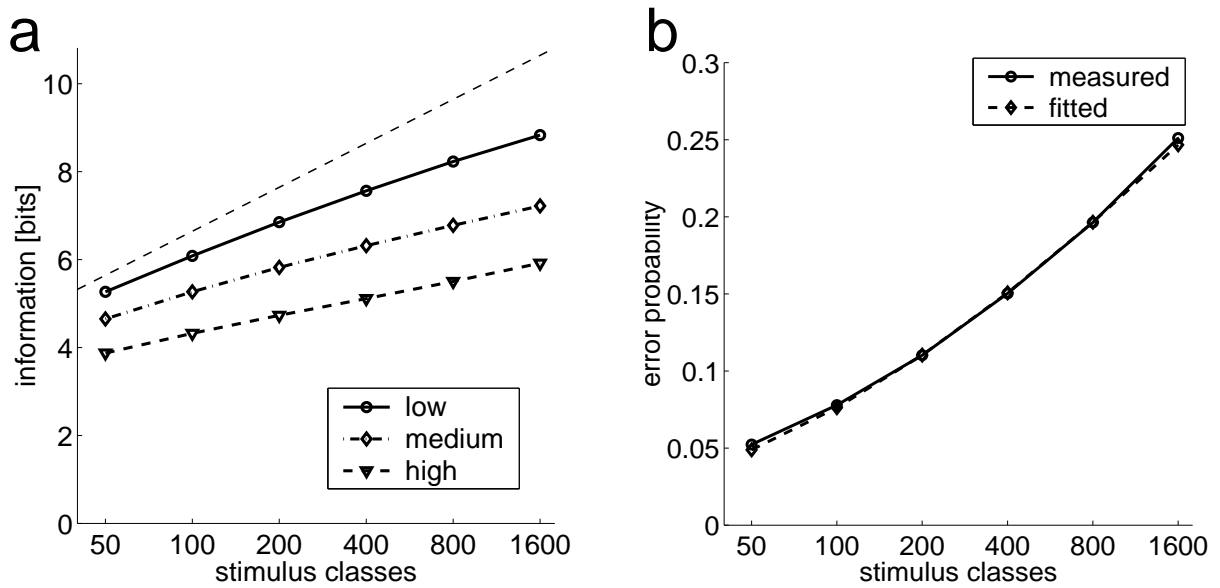 a
information [bits]
10
8
6
4
2
0
low
medium
high
50 100 200 400 800 1600
stimulus classes
b
error probability
0.3
0.25
0.2
0.15
0.1
0.05
0
measured
fitted
50 100 200 400 800 1600
stimulus classes